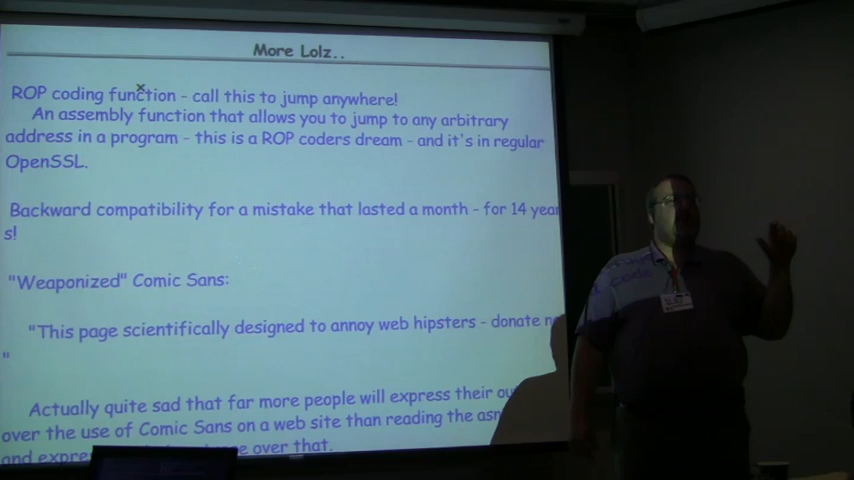 More Lolz..
ROP coding function - call this to jump anywhere!
An assembly function that allows you to jump to any arbitrary
address in a program - this is a ROP coders dream - and it's in regular
OpenSSL.
Backward compatibility for a mistake that lasted a month - for 14 year
s!
"Weaponized" Comic Sans:
"This page scientifically designed to annoy web hipsters - donate
"
Actually quite sad that far more people will express their
over the use of Comic Sans on a web site than reading the
and over that.
code